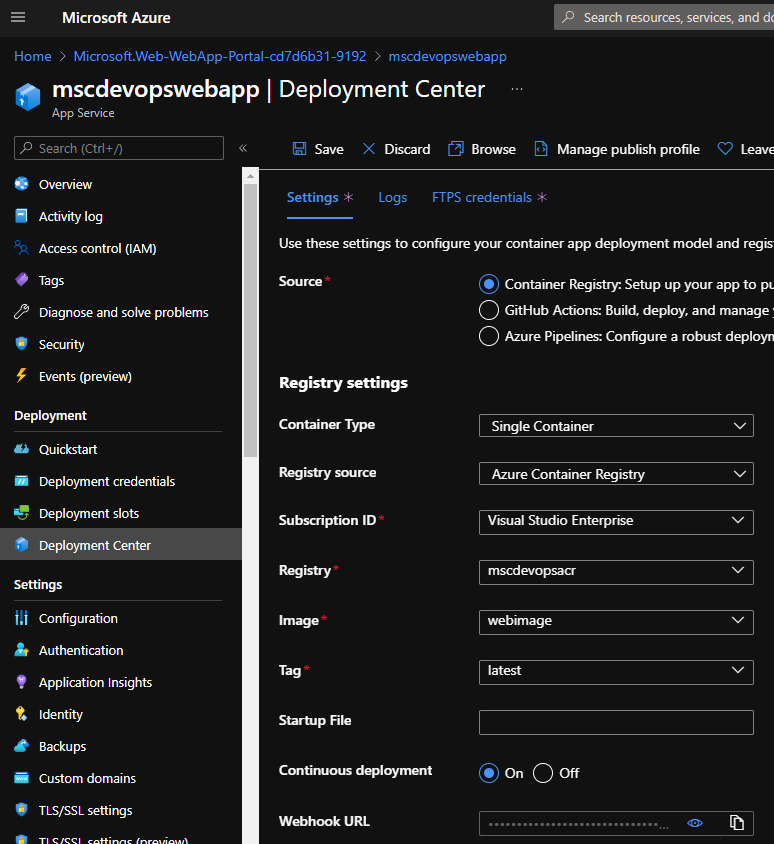 Microsoft Azure
Search resources, services, and do
Home > Microsoft.Web-WebApp-Portal-cd7d6b31-9192 > mscdevopswebapp
mscdevopswebapp | Deployment Center ...
App Service
Search (Ctrl+/) «
Save Discard Browse Manage publish profile Leave
Overview
Activity log
Access control (IAM)
Tags
Diagnose and solve problems
Security
Events (preview)
Deployment
Quickstart
Deployment credentials
Deployment slots
Deployment Center
Settings
Configuration
Authentication
Application Insights
Identity
Backups
Custom domains
TLS/SSL settings
TLS/SSL settings (preview)
Settings * Logs FTPS credentials *
Use these settings to configure your container app deployment model and regis
Source *
Container Registry: Setup up your app to pu
GitHub Actions: Build, deploy, and manage y
Azure Pipelines: Configure a robust deploym
Registry settings
Container Type Single Container
Registry source Azure Container Registry
Subscription ID * Visual Studio Enterprise
Registry * mscdevopsacr
Image * webimage
Tag * latest
Startup File
Continuous deployment On Off
Webhook URL ................................